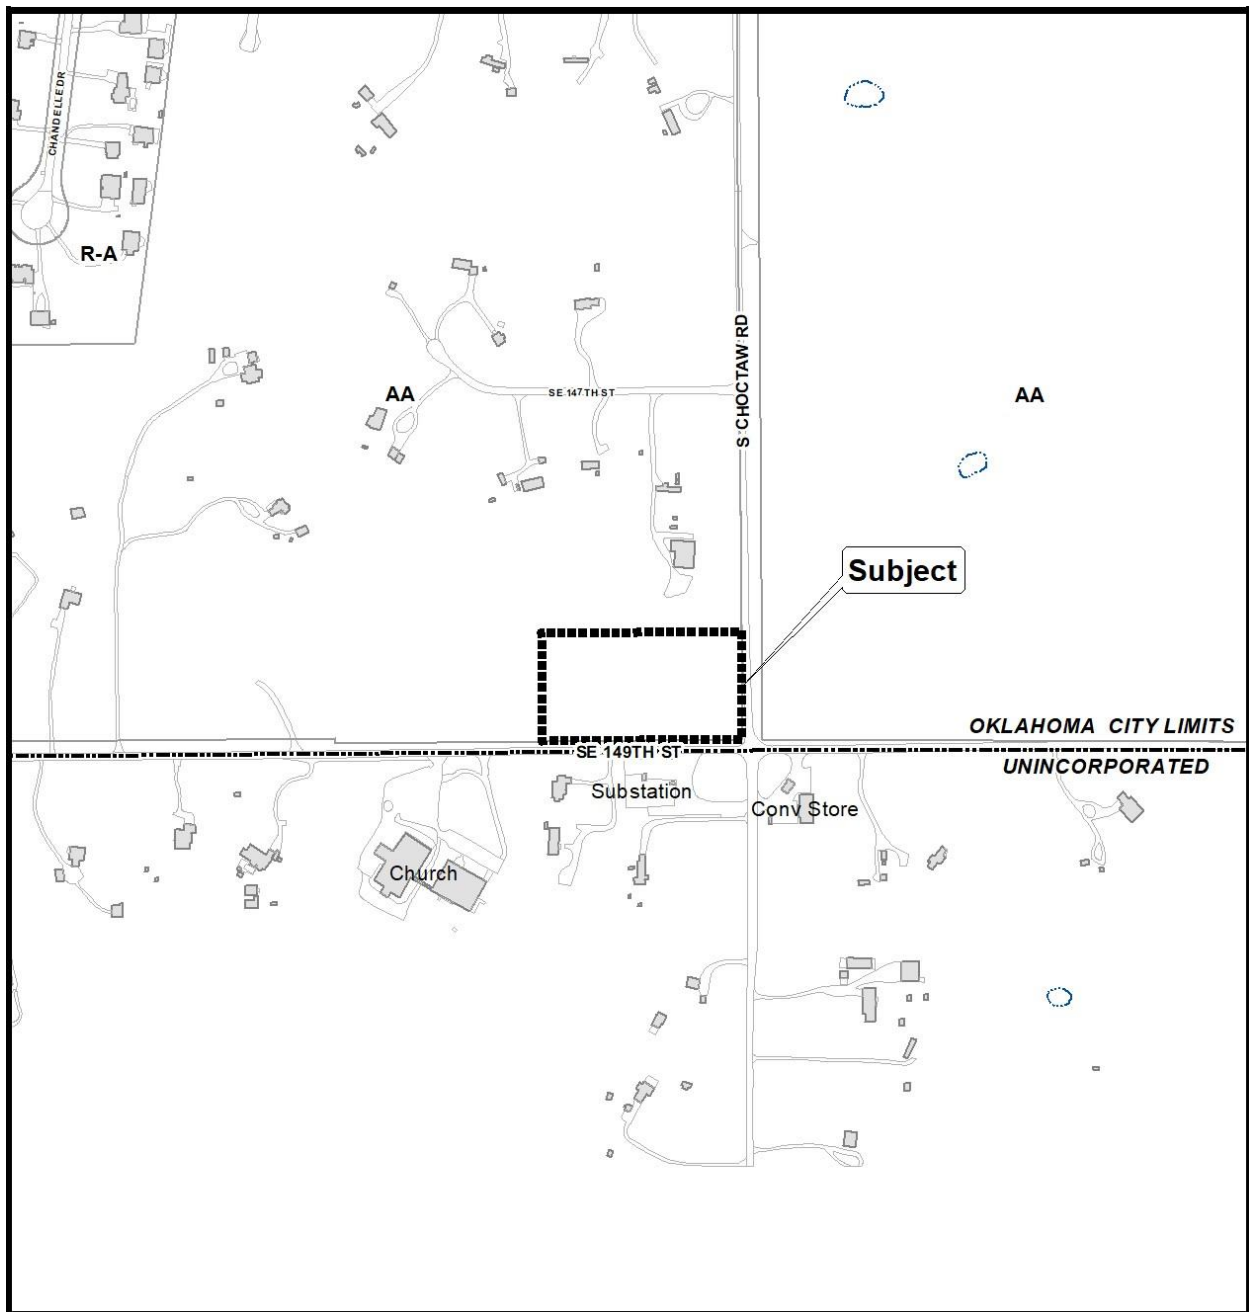 CHANDELLE DR
R-A
S CHOCTAW RD
AA
SE 147TH ST
AA
Subject
OKLAHOMA CITY LIMITS
SE 149TH ST
UNINCORPORATED
Substation
Conv Store
Church